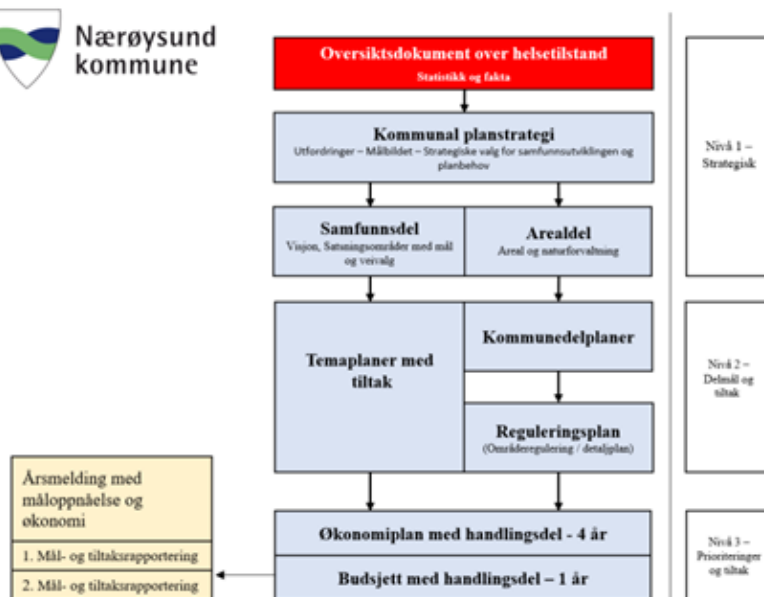 Nærøysund
kommune
Oversiktsdokument over helsetilstand
Statistikk og fakta
Kommunal planstrategi
Utfordringer – Målbildet – Strategiske valg for samfunnsutviklingen og
planbehov
Samfunnsdel
Visjon, Satsningsområder med mål
og veivalg
Arealdel
Areal og naturforvaltning
Nivå 1 –
Strategisk
Temaplaner med
tiltak
Kommunedelplaner
Reguleringsplan
(Områderegulering / detaljplan)
Nivå 2 –
Delmål og
tiltak
Årsmelding med
måloppnåelse og
økonomi
1. Mål- og tiltaksrapportering
2. Mål- og tiltaksrapportering
Økonomiplan med handlingsdel - 4 år
Budsjett med handlingsdel – 1 år
Nivå 3 –
Prioriteringer
og tiltak